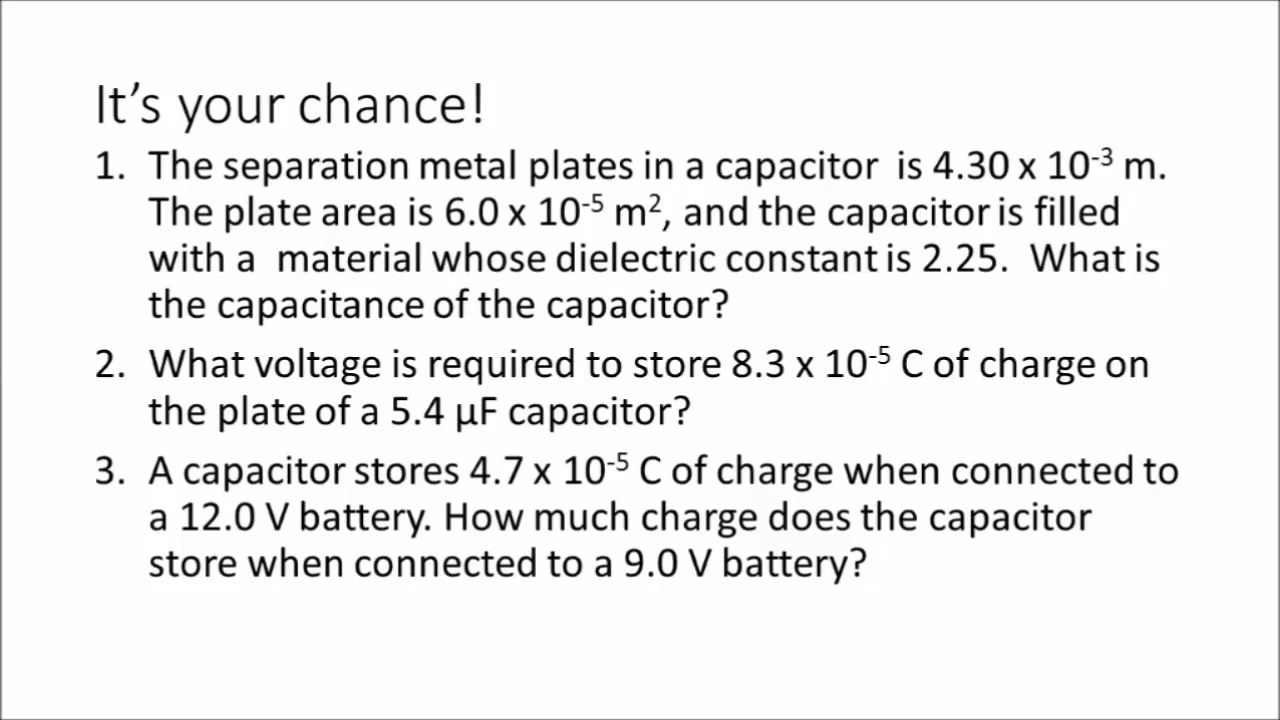 It’s your chance!
1. The separation metal plates in a capacitor is 4.30 x 10⁻³ m.
The plate area is 6.0 x 10⁻⁵ m², and the capacitor is filled
with a material whose dielectric constant is 2.25. What is
the capacitance of the capacitor?
2. What voltage is required to store 8.3 x 10⁻⁵ C of charge on
the plate of a 5.4 µF capacitor?
3. A capacitor stores 4.7 x 10⁻⁵ C of charge when connected to
a 12.0 V battery. How much charge does the capacitor
store when connected to a 9.0 V battery?